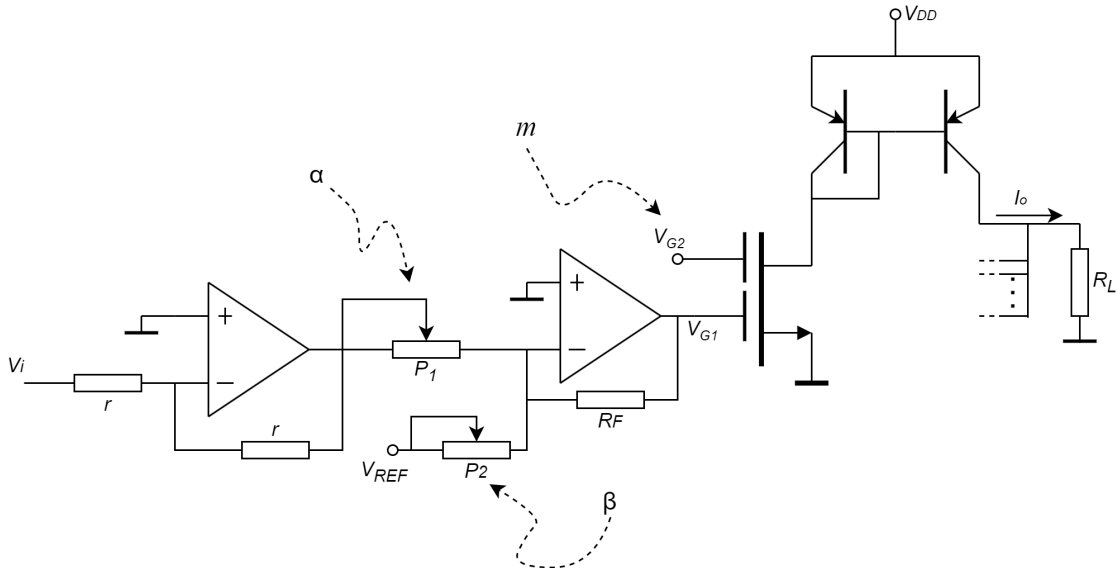 VDD
m
α
Io
VG2
+
RL
+
VG1
−
P1
Vi
−
r
RF
r
P2
VREF
β